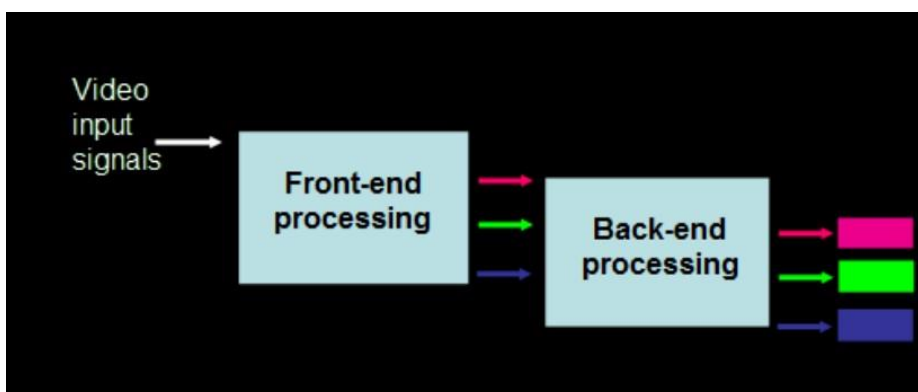 Video
input
signals
Front-end
processing
Back-end
processing